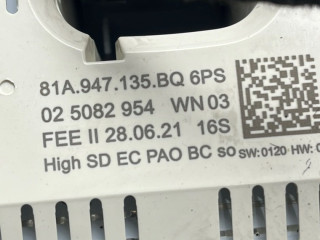 81A.947.135.BQ 6PS
02 5082 954 WN 03
FEE II 28.06.21 16S
High SD EC PAO BC SO SW:0120 HW: